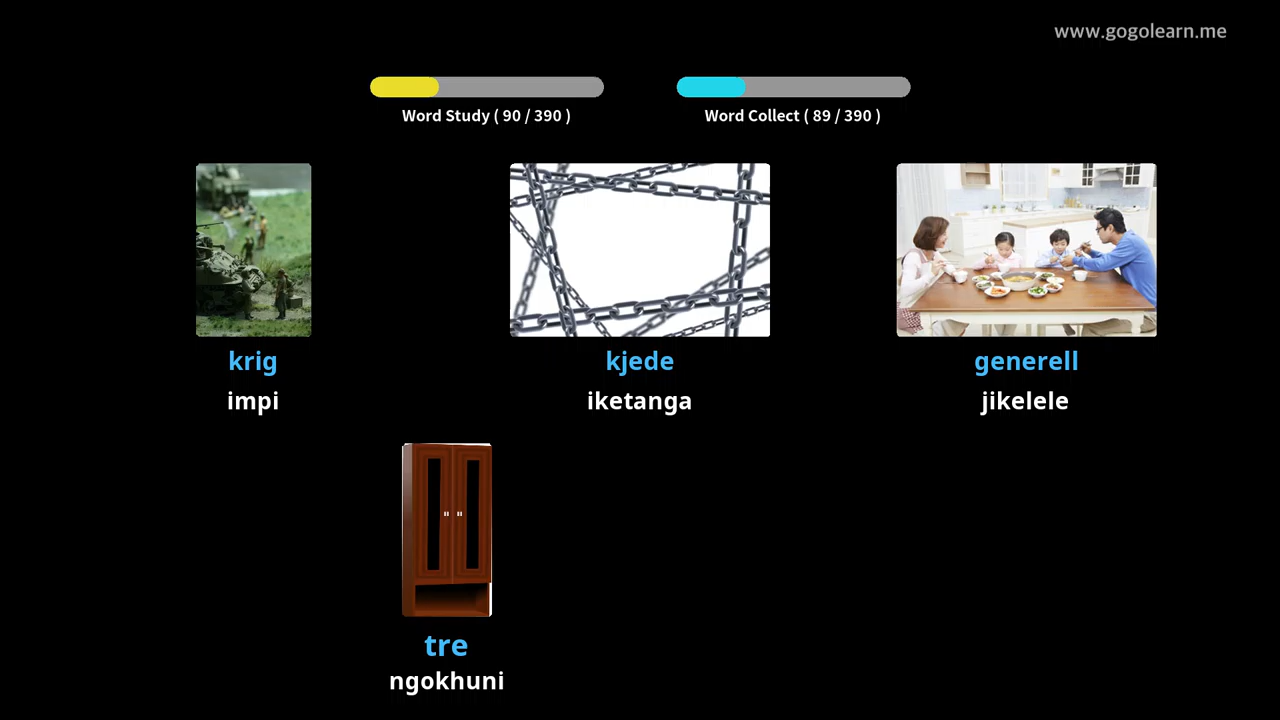 www.gogolearn.me
Word Study ( 90 / 390 )
Word Collect ( 89 / 390 )
krig
kjede
generell
impi
iketanga
jikelele
tre
ngokhuni